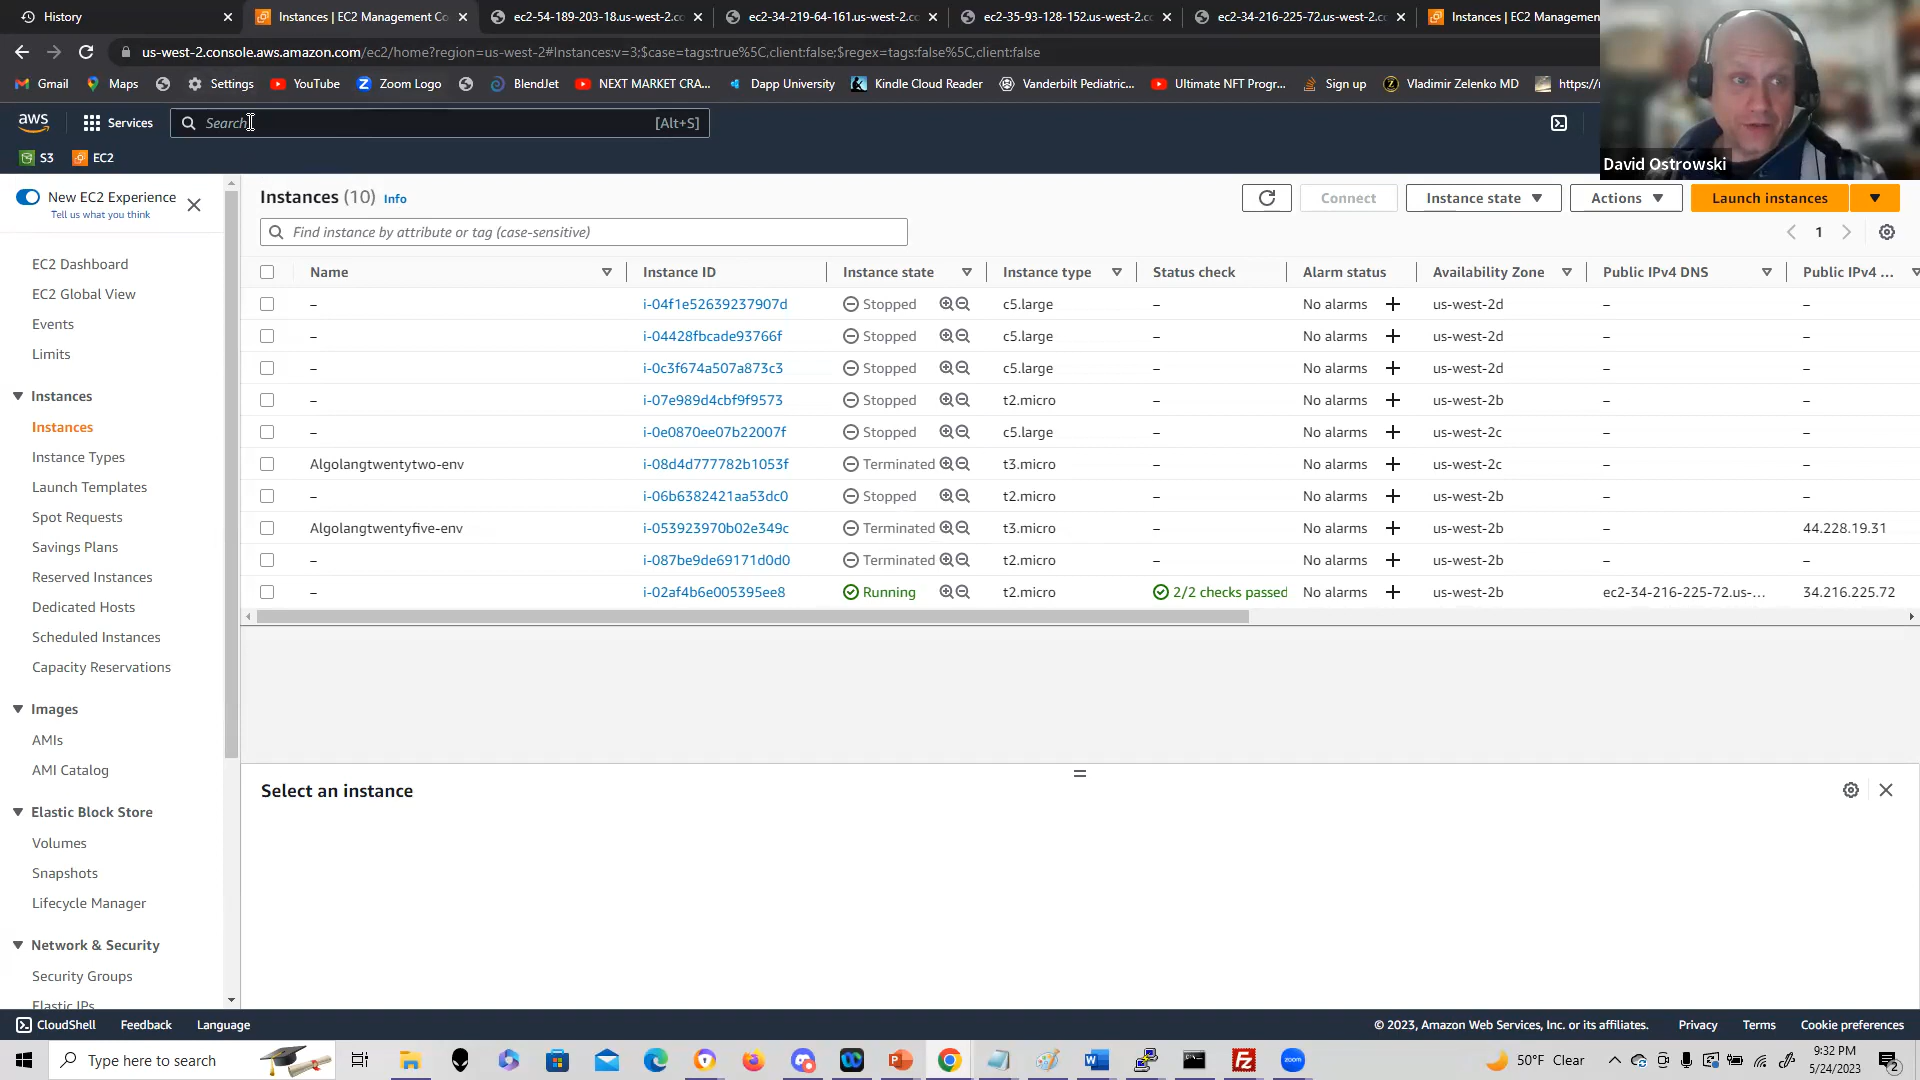 History
Instances | EC2 Management Co
ec2-54-189-203-18.us-west-2.co
ec2-34-219-64-161.us-west-2.co
ec2-35-93-128-152.us-west-2.c
ec2-34-216-225-72.us-west-2.co
Instances | EC2 Management
us-west-2.console.aws.amazon.com/ec2/home?region=us-west-2#Instances:v=3;$case=tags:true%5C,client:false;$regex=tags:false%5C,client:false
Gmail
Maps
Settings
YouTube
Zoom Logo
BlendJet
NEXT MARKET CRA...
Dapp University
Kindle Cloud Reader
Vanderbilt Pediatric...
Ultimate NFT Progr...
Sign up
Vladimir Zelenko MD
https://
aws
Services
Search
[Alt+S]
S3
EC2
David Ostrowski
New EC2 Experience
Tell us what you think
EC2 Dashboard
EC2 Global View
Events
Limits
Instances
Instances
Instance Types
Launch Templates
Spot Requests
Savings Plans
Reserved Instances
Dedicated Hosts
Scheduled Instances
Capacity Reservations
Images
AMIs
AMI Catalog
Elastic Block Store
Volumes
Snapshots
Lifecycle Manager
Network & Security
Security Groups
Elastic IPs
Instances (10) Info
Connect
Instance state
Actions
Launch instances
Find instance by attribute or tag (case-sensitive)
1
Name Instance ID Instance state Instance type Status check Alarm status Availability Zone Public IPv4 DNS Public IPv4 ...
– i-04f1e52639237907d Stopped c5.large – No alarms + us-west-2d – –
– i-04428fbcade93766f Stopped c5.large – No alarms + us-west-2d – –
– i-0c3f674a507a873c3 Stopped c5.large – No alarms + us-west-2d – –
– i-07e989d4cbf9f9573 Stopped t2.micro – No alarms + us-west-2b – –
– i-0e0870ee07b22007f Stopped c5.large – No alarms + us-west-2c – –
Algolangtwentytwo-env i-08d4d777782b1053f Terminated t3.micro – No alarms + us-west-2c – –
– i-06b6382421aa53dc0 Stopped t2.micro – No alarms + us-west-2b – –
Algolangtwentyfive-env i-053923970b02e349c Terminated t3.micro – No alarms + us-west-2b – 44.228.19.31
– i-087be9de69171d0d0 Terminated t2.micro – No alarms + us-west-2b – –
– i-02af4b6e005395ee8 Running t2.micro 2/2 checks passed No alarms + us-west-2b ec2-34-216-225-72.us-... 34.216.225.72
Select an instance
CloudShell
Feedback
Language
© 2023, Amazon Web Services, Inc. or its affiliates.
Privacy
Terms
Cookie preferences
Type here to search
zoom
50°F Clear
9:32 PM
5/24/2023
2